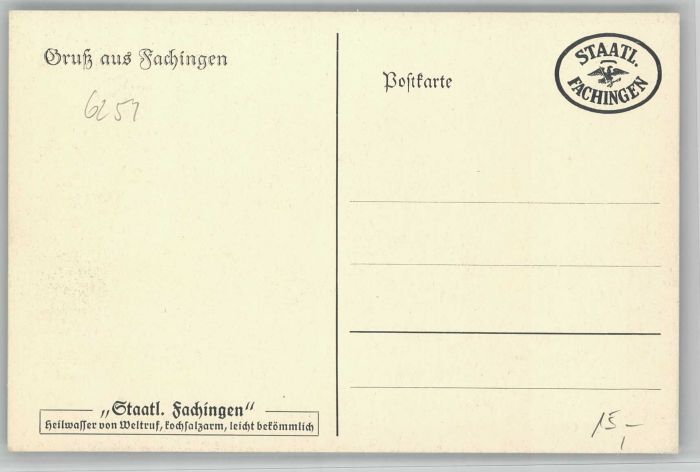 Gruß aus Fachingen
6251
Postkarte
STAATL.
FACHINGEN
„Staatl. Fachingen“
Heilwasser von Weltruf, kochsalzarm, leicht bekömmlich
15,-